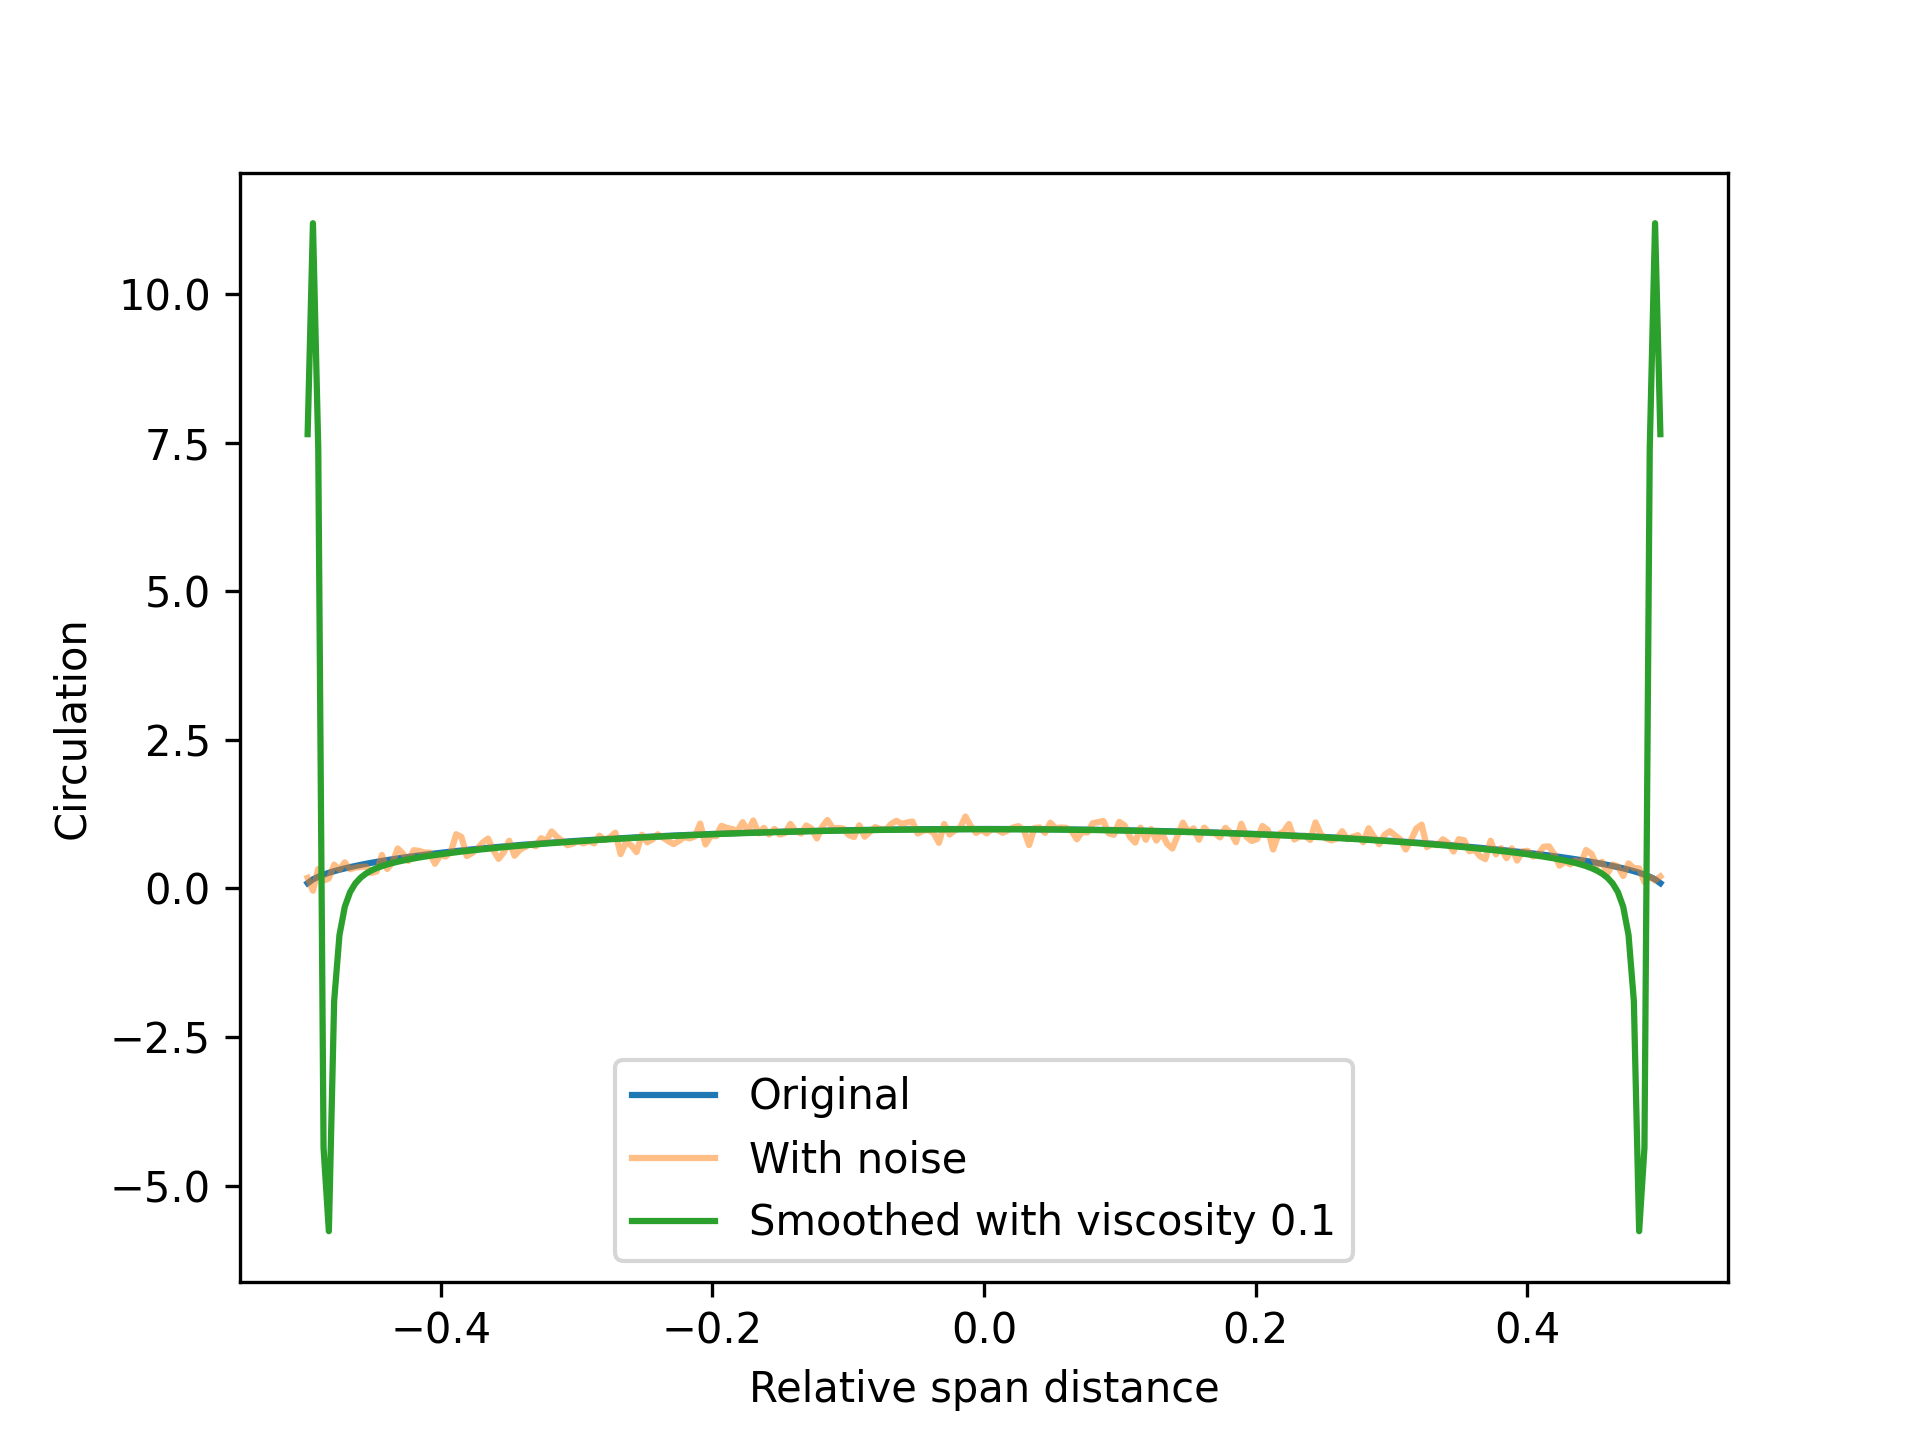 10.0
7.5
5.0
2.5
0.0
−2.5
−5.0
Circulation
Original
With noise
Smoothed with viscosity 0.1
−0.4 −0.2 0.0 0.2 0.4
Relative span distance